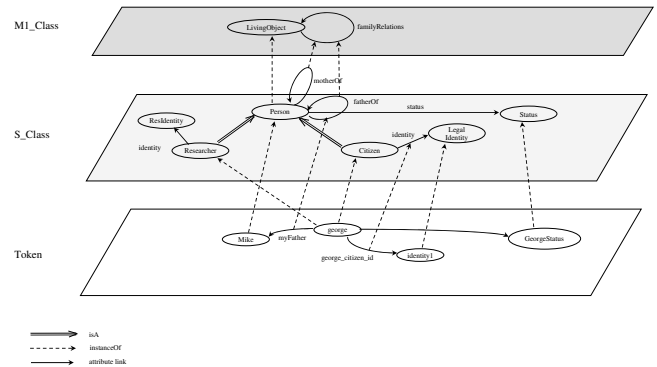 M1_Class
LivingObject
familyRelations
motherOf
fatherOf
Person
status
Status
ResIdentity
S_Class
identity
Researcher
Citizen
identity
Legal
Identity
Token
Mike
myFather
george
george_citizen_id
identity1
GeorgeStatus
isA
instanceOf
attribute link